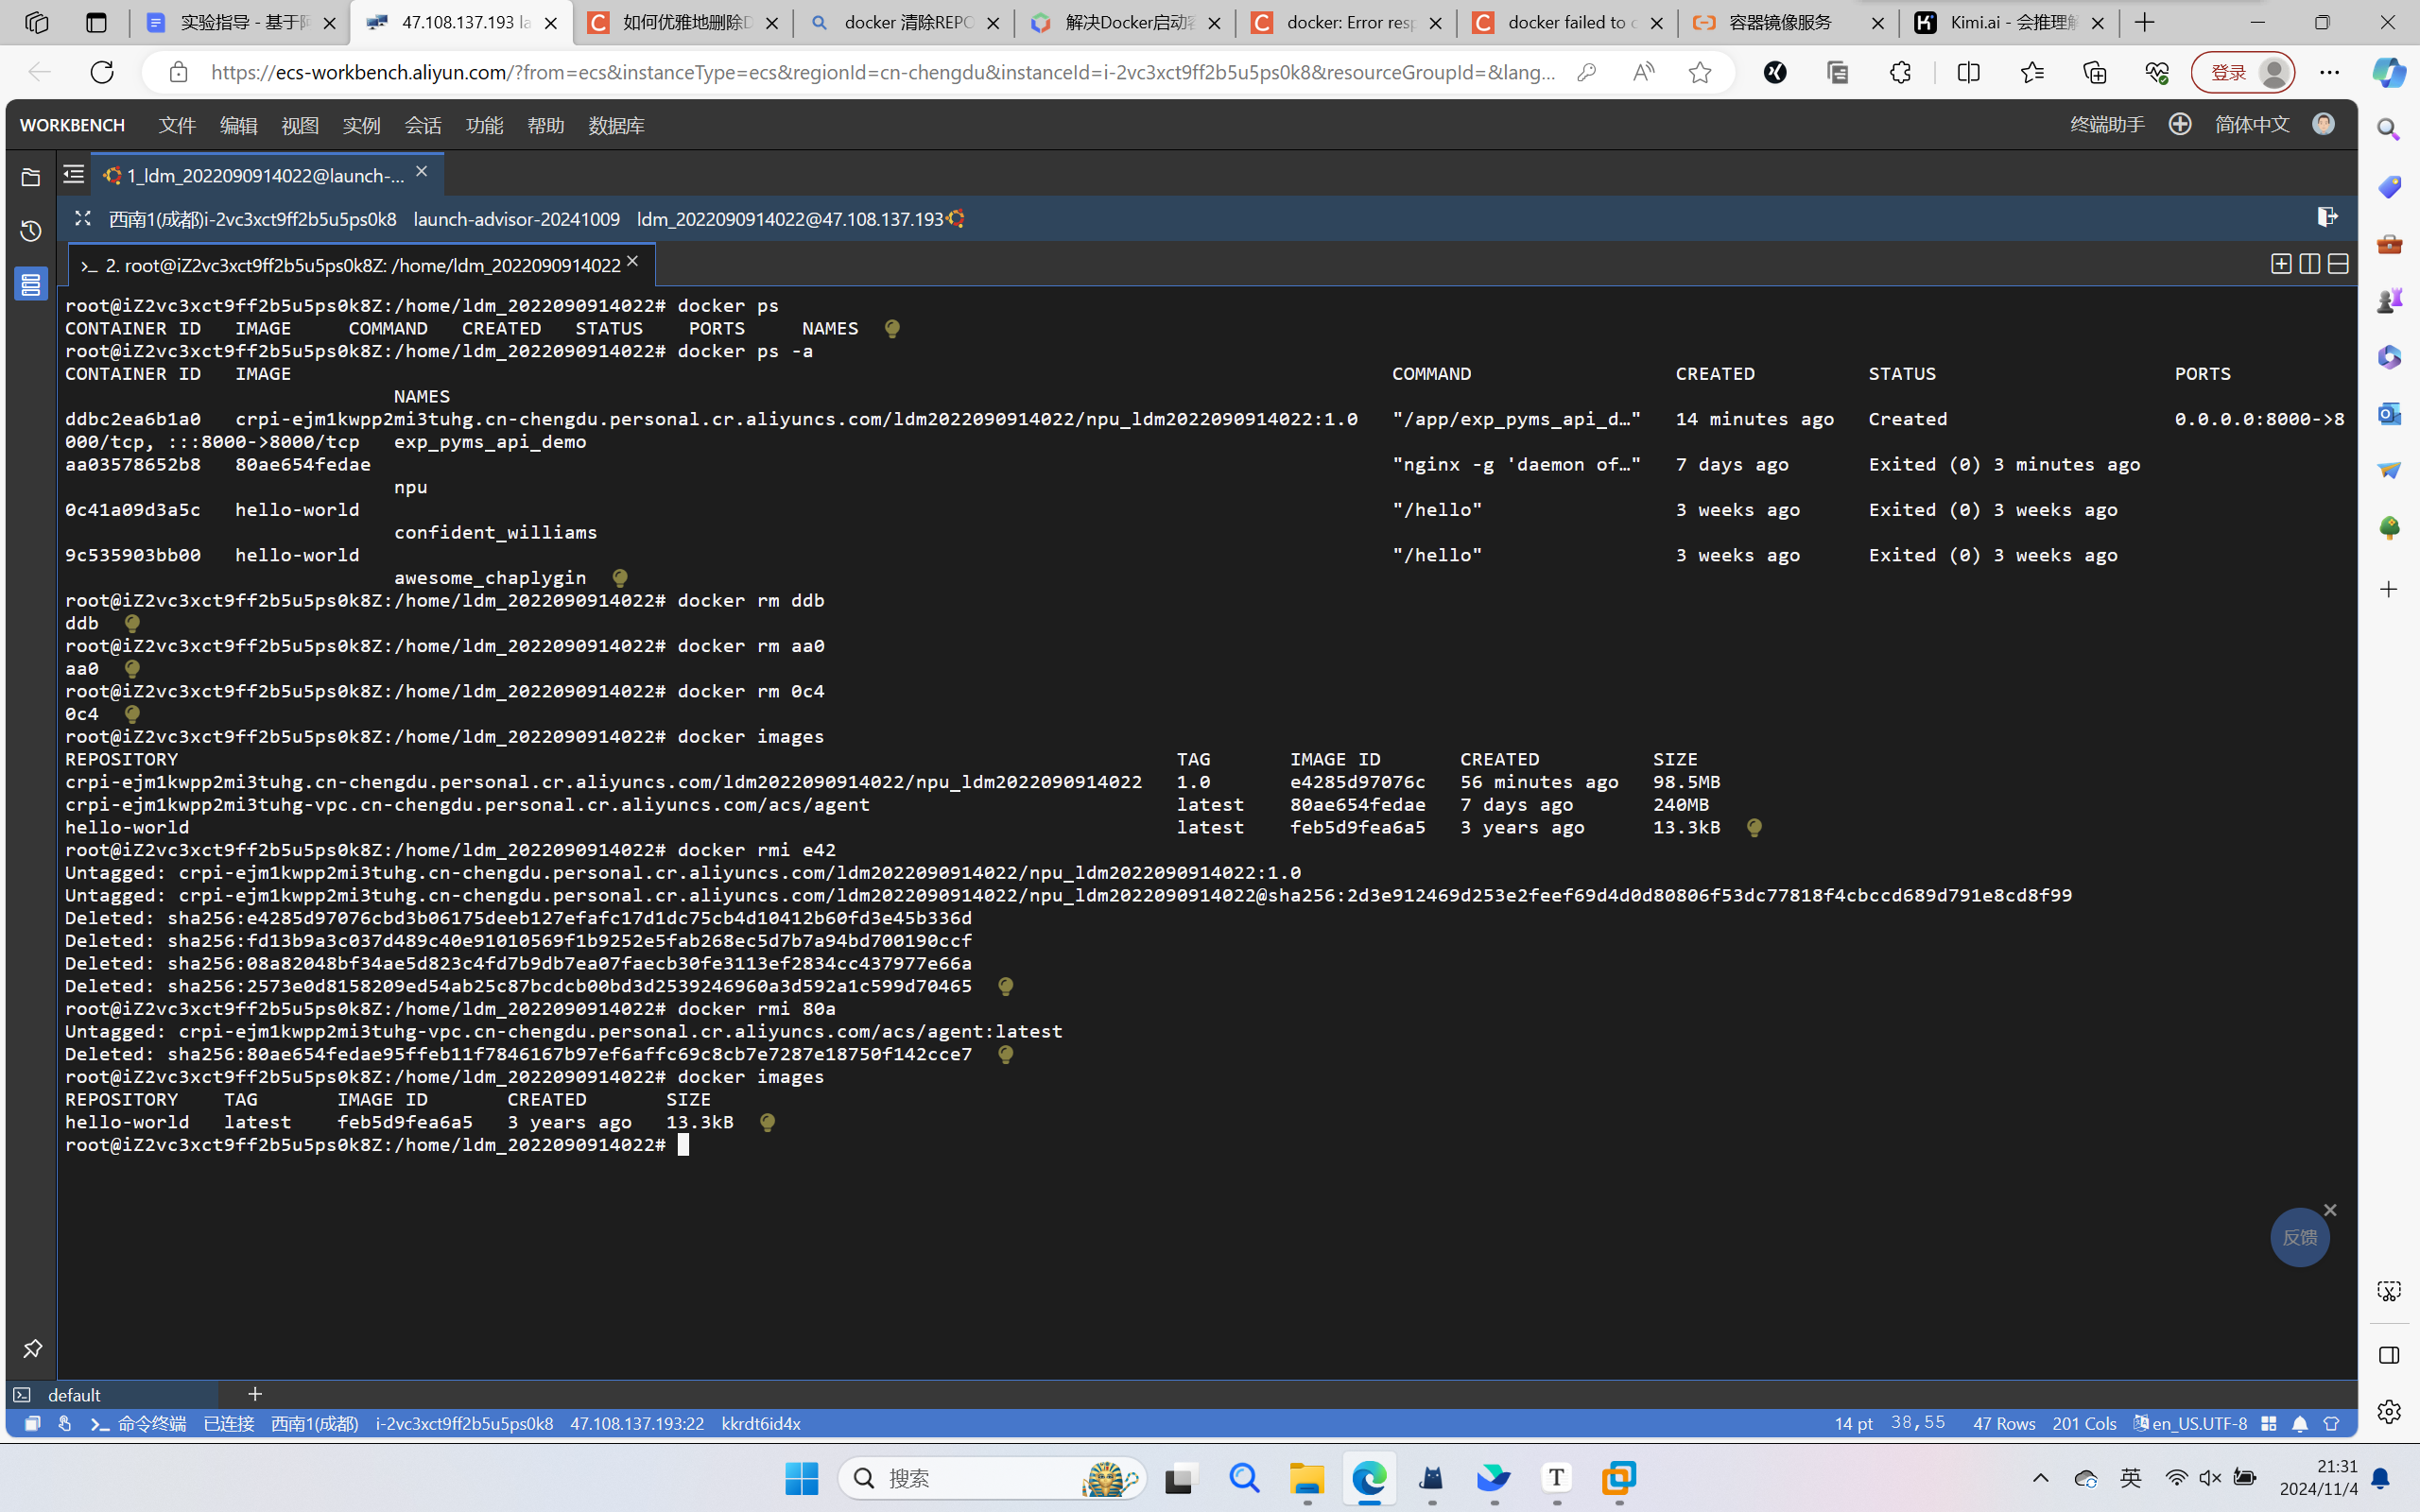 实验指导 - 基于阿
47.108.137.193 la
如何优雅地删除D
docker 清除REPO
解决Docker启动容
docker: Error resp
docker failed to c
容器镜像服务
Kimi.ai - 会推理解
https://ecs-workbench.aliyun.com/?from=ecs&instanceType=ecs&regionId=cn-chengdu&instanceId=i-2vc3xct9ff2b5u5ps0k8&resourceGroupId=&lang...
登录
WORKBENCH 文件 编辑 视图 实例 会话 功能 帮助 数据库 终端助手 简体中文
1_ldm_2022090914022@launch-...
西南1(成都)i-2vc3xct9ff2b5u5ps0k8 launch-advisor-20241009 ldm_2022090914022@47.108.137.193
2. root@iZ2vc3xct9ff2b5u5ps0k8Z: /home/ldm_2022090914022
root@iZ2vc3xct9ff2b5u5ps0k8Z:/home/ldm_2022090914022# docker ps
CONTAINER ID IMAGE COMMAND CREATED STATUS PORTS NAMES
root@iZ2vc3xct9ff2b5u5ps0k8Z:/home/ldm_2022090914022# docker ps -a
CONTAINER ID IMAGE COMMAND CREATED STATUS PORTS
NAMES
ddbc2ea6b1a0 crpi-ejm1kwpp2mi3tuhg.cn-chengdu.personal.cr.aliyuncs.com/ldm2022090914022/npu_ldm2022090914022:1.0 "/app/exp_pyms_api_d…" 14 minutes ago Created 0.0.0.0:8000->8
000/tcp, :::8000->8000/tcp exp_pyms_api_demo
aa03578652b8 80ae654fedae "nginx -g 'daemon of…" 7 days ago Exited (0) 3 minutes ago
npu
0c41a09d3a5c hello-world "/hello" 3 weeks ago Exited (0) 3 weeks ago
confident_williams
9c535903bb00 hello-world "/hello" 3 weeks ago Exited (0) 3 weeks ago
awesome_chaplygin
root@iZ2vc3xct9ff2b5u5ps0k8Z:/home/ldm_2022090914022# docker rm ddb
ddb
root@iZ2vc3xct9ff2b5u5ps0k8Z:/home/ldm_2022090914022# docker rm aa0
aa0
root@iZ2vc3xct9ff2b5u5ps0k8Z:/home/ldm_2022090914022# docker rm 0c4
0c4
root@iZ2vc3xct9ff2b5u5ps0k8Z:/home/ldm_2022090914022# docker images
REPOSITORY TAG IMAGE ID CREATED SIZE
crpi-ejm1kwpp2mi3tuhg.cn-chengdu.personal.cr.aliyuncs.com/ldm2022090914022/npu_ldm2022090914022 1.0 e4285d97076c 56 minutes ago 98.5MB
crpi-ejm1kwpp2mi3tuhg-vpc.cn-chengdu.personal.cr.aliyuncs.com/acs/agent latest 80ae654fedae 7 days ago 240MB
hello-world latest feb5d9fea6a5 3 years ago 13.3kB
root@iZ2vc3xct9ff2b5u5ps0k8Z:/home/ldm_2022090914022# docker rmi e42
Untagged: crpi-ejm1kwpp2mi3tuhg.cn-chengdu.personal.cr.aliyuncs.com/ldm2022090914022/npu_ldm2022090914022:1.0
Untagged: crpi-ejm1kwpp2mi3tuhg.cn-chengdu.personal.cr.aliyuncs.com/ldm2022090914022/npu_ldm2022090914022@sha256:2d3e912469d253e2feef69d4d0d80806f53dc77818f4cbccd689d791e8cd8f99
Deleted: sha256:e4285d97076cbd3b06175deeb127efafc17d1dc75cb4d10412b60fd3e45b336d
Deleted: sha256:fd13b9a3c037d489c40e91010569f1b9252e5fab268ec5d7b7a94bd700190ccf
Deleted: sha256:08a82048bf34ae5d823c4fd7b9db7ea07faecb30fe3113ef2834cc437977e66a
Deleted: sha256:2573e0d8158209ed54ab25c87bcdcb00bd3d2539246960a3d592a1c599d70465
root@iZ2vc3xct9ff2b5u5ps0k8Z:/home/ldm_2022090914022# docker rmi 80a
Untagged: crpi-ejm1kwpp2mi3tuhg-vpc.cn-chengdu.personal.cr.aliyuncs.com/acs/agent:latest
Deleted: sha256:80ae654fedae95ffeb11f7846167b97ef6affc69c8cb7e7287e18750f142cce7
root@iZ2vc3xct9ff2b5u5ps0k8Z:/home/ldm_2022090914022# docker images
REPOSITORY TAG IMAGE ID CREATED SIZE
hello-world latest feb5d9fea6a5 3 years ago 13.3kB
root@iZ2vc3xct9ff2b5u5ps0k8Z:/home/ldm_2022090914022#
反馈
default
命令终端 已连接 西南1(成都) i-2vc3xct9ff2b5u5ps0k8 47.108.137.193:22 kkrdt6id4x 14 pt 38,55 47 Rows 201 Cols en_US.UTF-8
搜索
英
21:31
2024/11/4